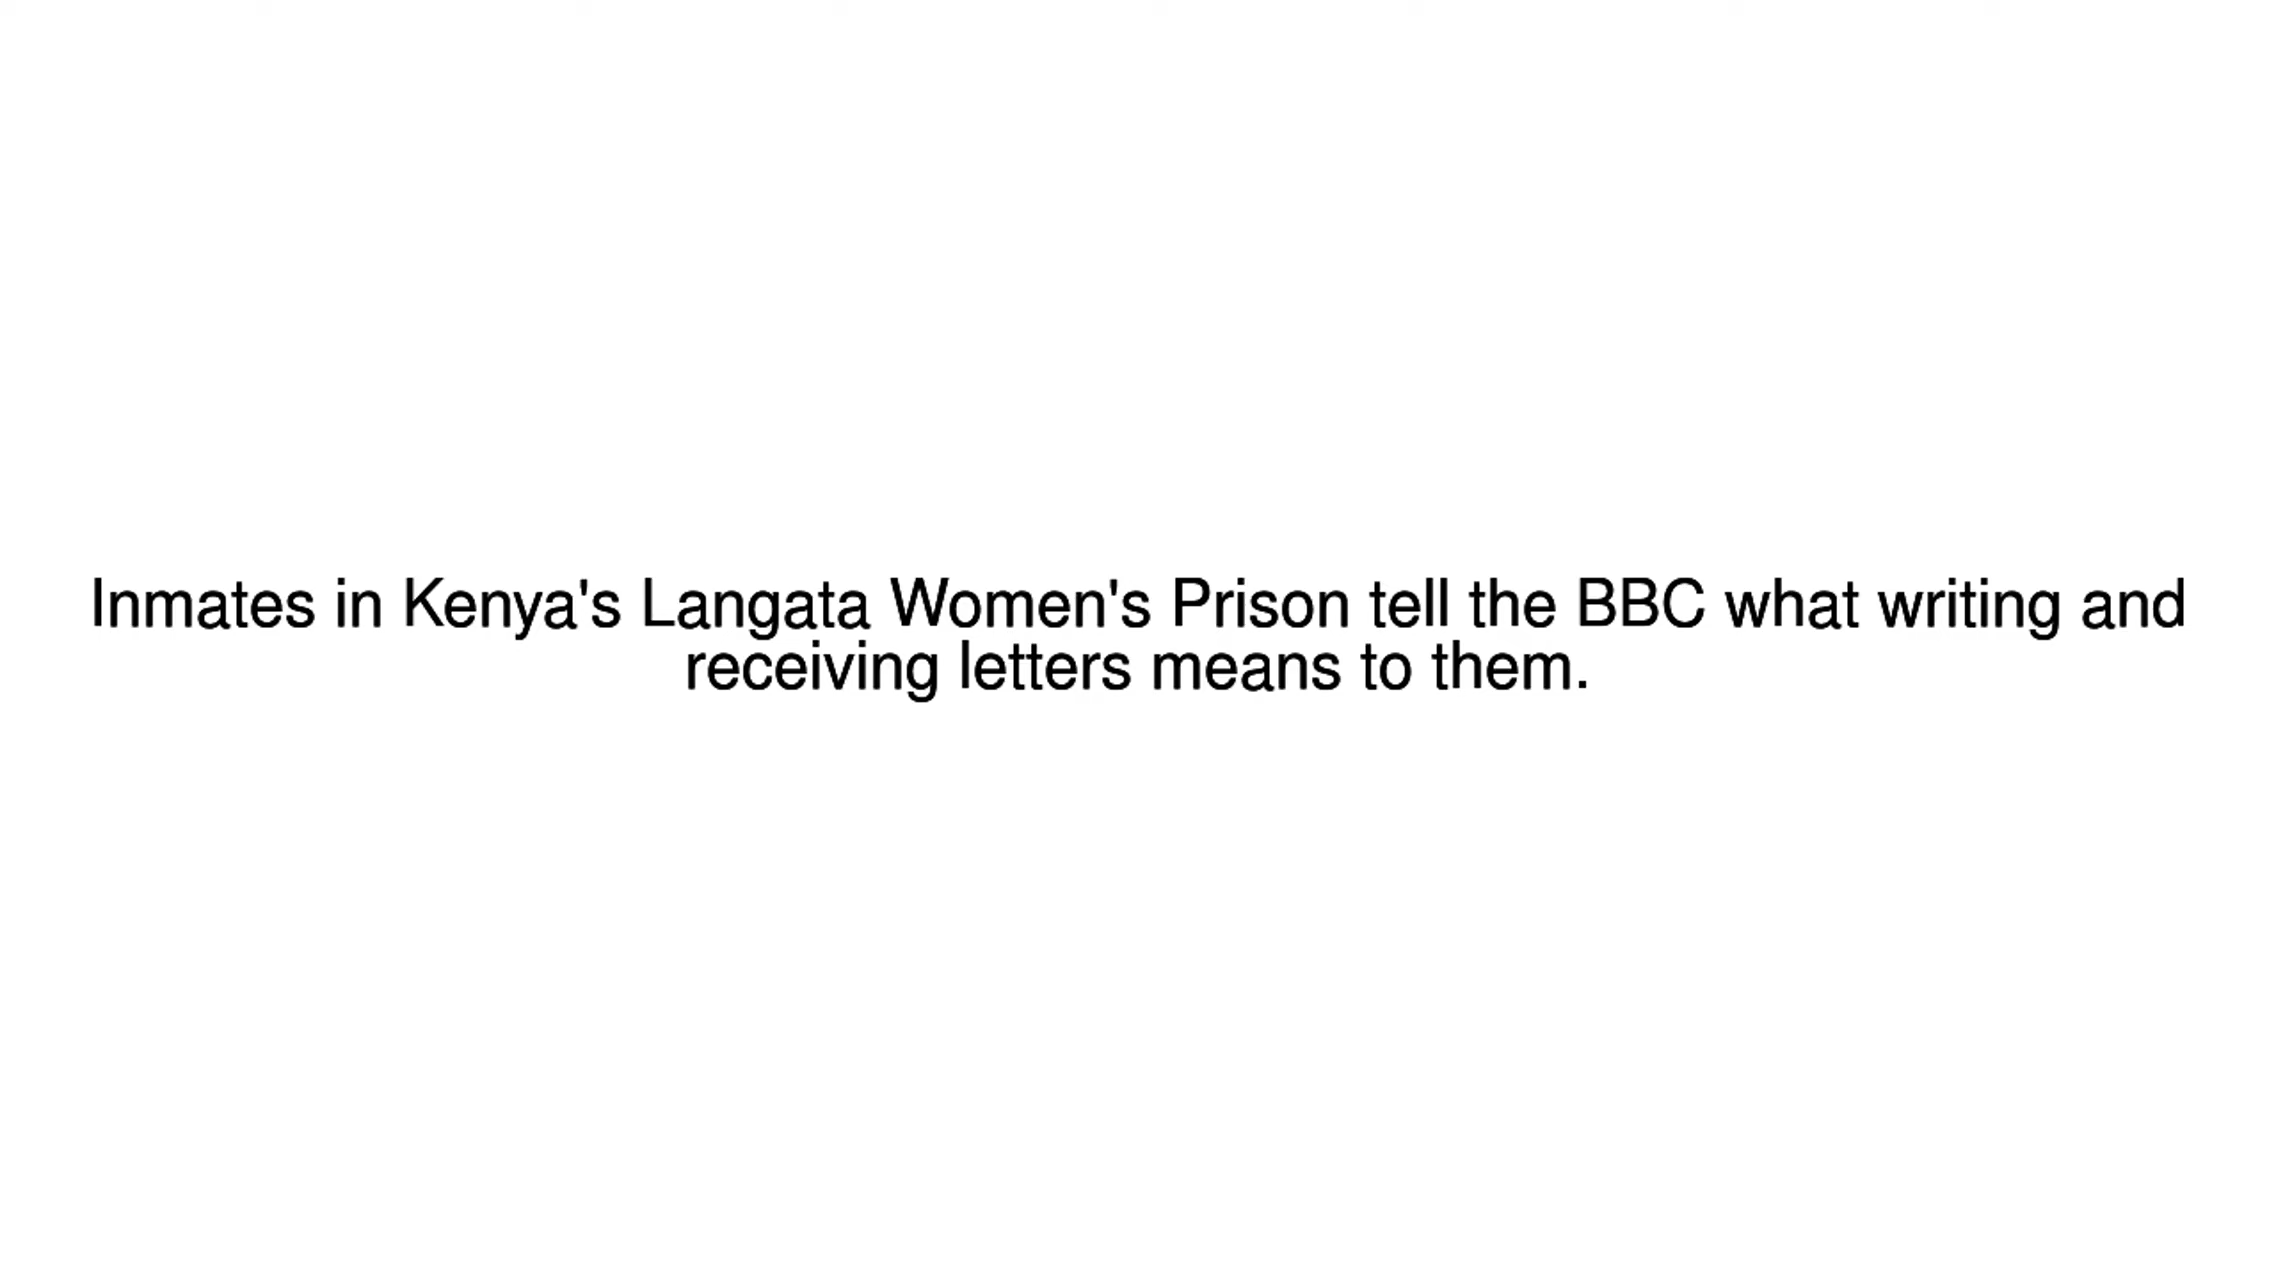 Inmates in Kenya's Langata Women's Prison tell the BBC what writing and
receiving letters means to them.